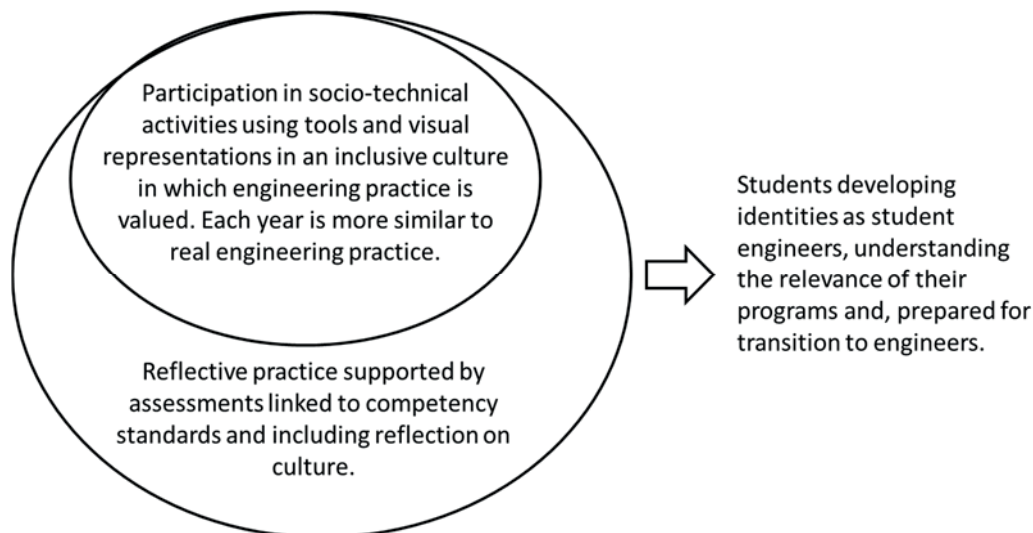 Participation in socio-technical
activities using tools and visual
representations in an inclusive culture
in which engineering practice is
valued. Each year is more similar to
real engineering practice.
Reflective practice supported by
assessments linked to competency
standards and including reflection on
culture.
Students developing
identities as student
engineers, understanding
the relevance of their
programs and, prepared for
transition to engineers.